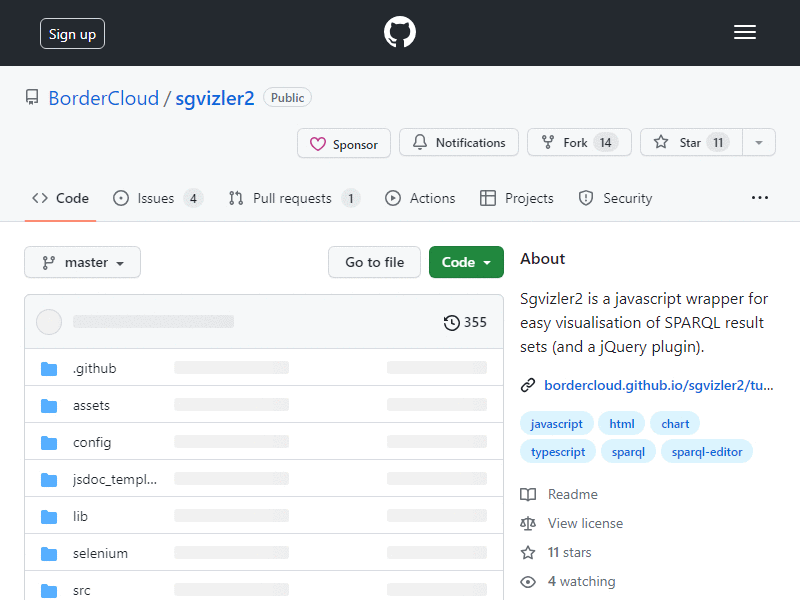 Sign up
BorderCloud / sgvizler2 Public
Sponsor Notifications Fork 14 Star 11
Code Issues 4 Pull requests 1 Actions Projects Security
master Go to file Code
355
.github
assets
config
jsdoc_templ...
lib
selenium
src
About
Sgvizler2 is a javascript wrapper for
easy visualisation of SPARQL result
sets (and a jQuery plugin).
bordercloud.github.io/sgvizler2/tu...
javascript html chart
typescript sparql sparql-editor
Readme
View license
11 stars
4 watching